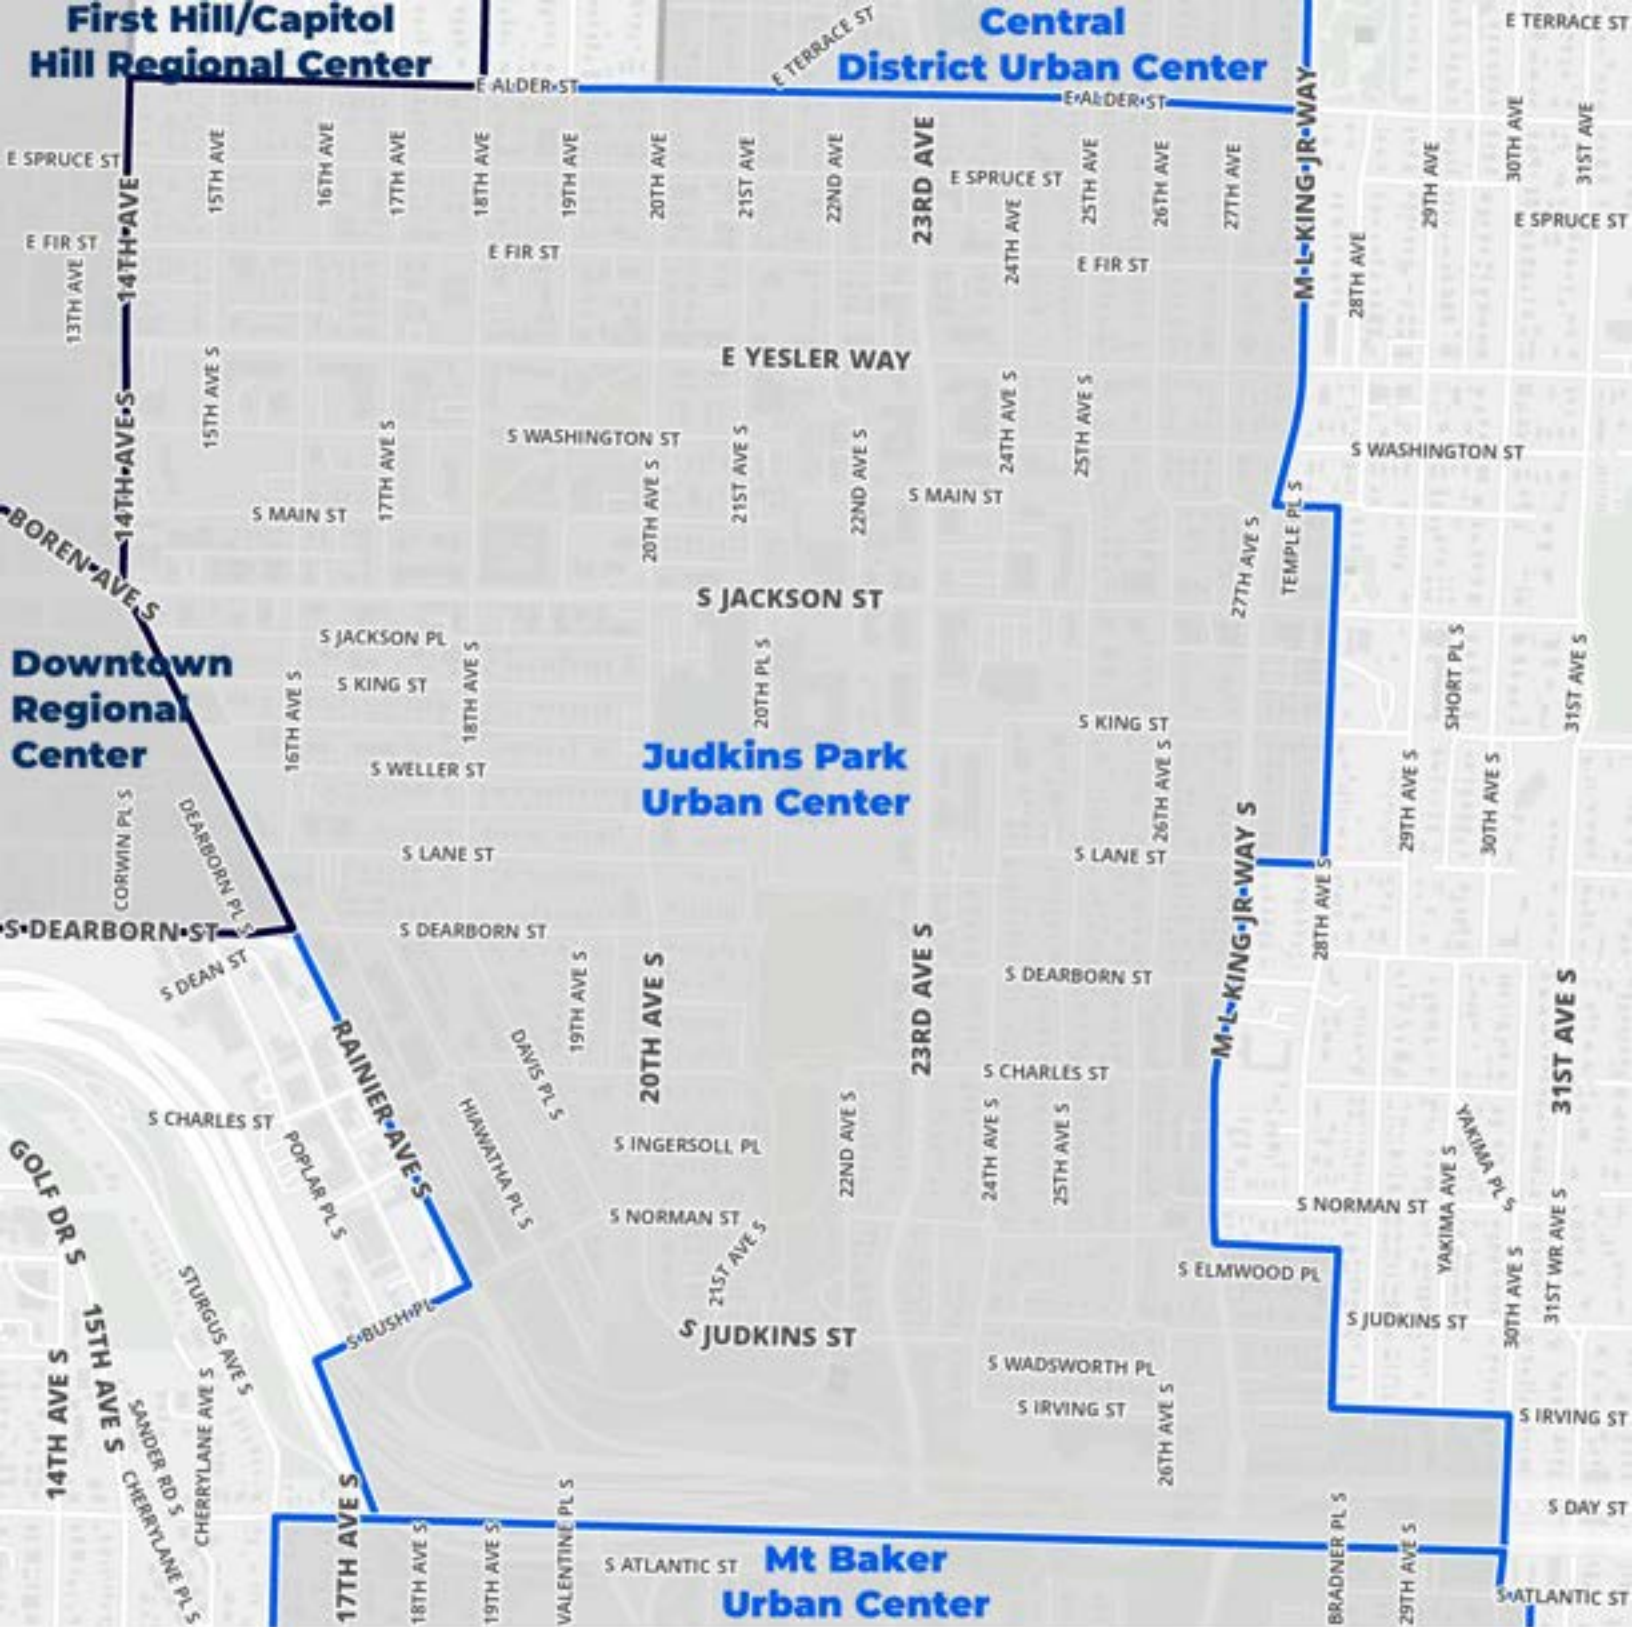 First Hill/Capitol
Hill Regional Center
Central
District Urban Center
E TERRACE ST
E TERRACE ST
E ALDER ST
E ALDER ST
M L KING JR WAY
E SPRUCE ST
14TH AVE
15TH AVE
16TH AVE
17TH AVE
18TH AVE
19TH AVE
20TH AVE
21ST AVE
22ND AVE
23RD AVE
E SPRUCE ST
24TH AVE
25TH AVE
26TH AVE
27TH AVE
28TH AVE
29TH AVE
30TH AVE
31ST AVE
E SPRUCE ST
E FIR ST
13TH AVE
E FIR ST
E FIR ST
E YESLER WAY
14TH AVE S
15TH AVE S
17TH AVE S
S WASHINGTON ST
20TH AVE S
21ST AVE S
22ND AVE S
24TH AVE S
25TH AVE S
S WASHINGTON ST
S MAIN ST
S MAIN ST
27TH AVE S
TEMPLE PL S
BOREN AVE S
S JACKSON ST
S JACKSON PL
Downtown
Regional
Center
S KING ST
16TH AVE S
18TH AVE S
20TH PL S
S KING ST
SHORT PL S
31ST AVE S
S WELLER ST
Judkins Park
Urban Center
26TH AVE S
29TH AVE S
30TH AVE S
CORWIN PL S
DEARBORN PL S
S LANE ST
S LANE ST
M L KING JR WAY S
28TH AVE S
S DEARBORN ST
S DEARBORN ST
S DEAN ST
19TH AVE S
20TH AVE S
23RD AVE S
S DEARBORN ST
31ST AVE S
RAINIER AVE S
DAVIS PL S
S CHARLES ST
S CHARLES ST
POPLAR PL S
HIAWATHA PL S
S INGERSOLL PL
22ND AVE S
24TH AVE S
25TH AVE S
YAKIMA PL S
YAKIMA AVE S
GOLF DR S
S NORMAN ST
21ST AVE S
S NORMAN ST
31ST WR AVE S
30TH AVE S
S ELMWOOD PL
STURGUS AVE S
S BUSH PL
S JUDKINS ST
S JUDKINS ST
14TH AVE S
15TH AVE S
SANDER RD S
CHERRYLANE AVE S
CHERRYLANE PL S
S WADSWORTH PL
S IRVING ST
26TH AVE S
S IRVING ST
17TH AVE S
18TH AVE S
19TH AVE S
VALENTINE PL S
BRADNER PL S
29TH AVE S
S DAY ST
S ATLANTIC ST
Mt Baker
Urban Center
S ATLANTIC ST